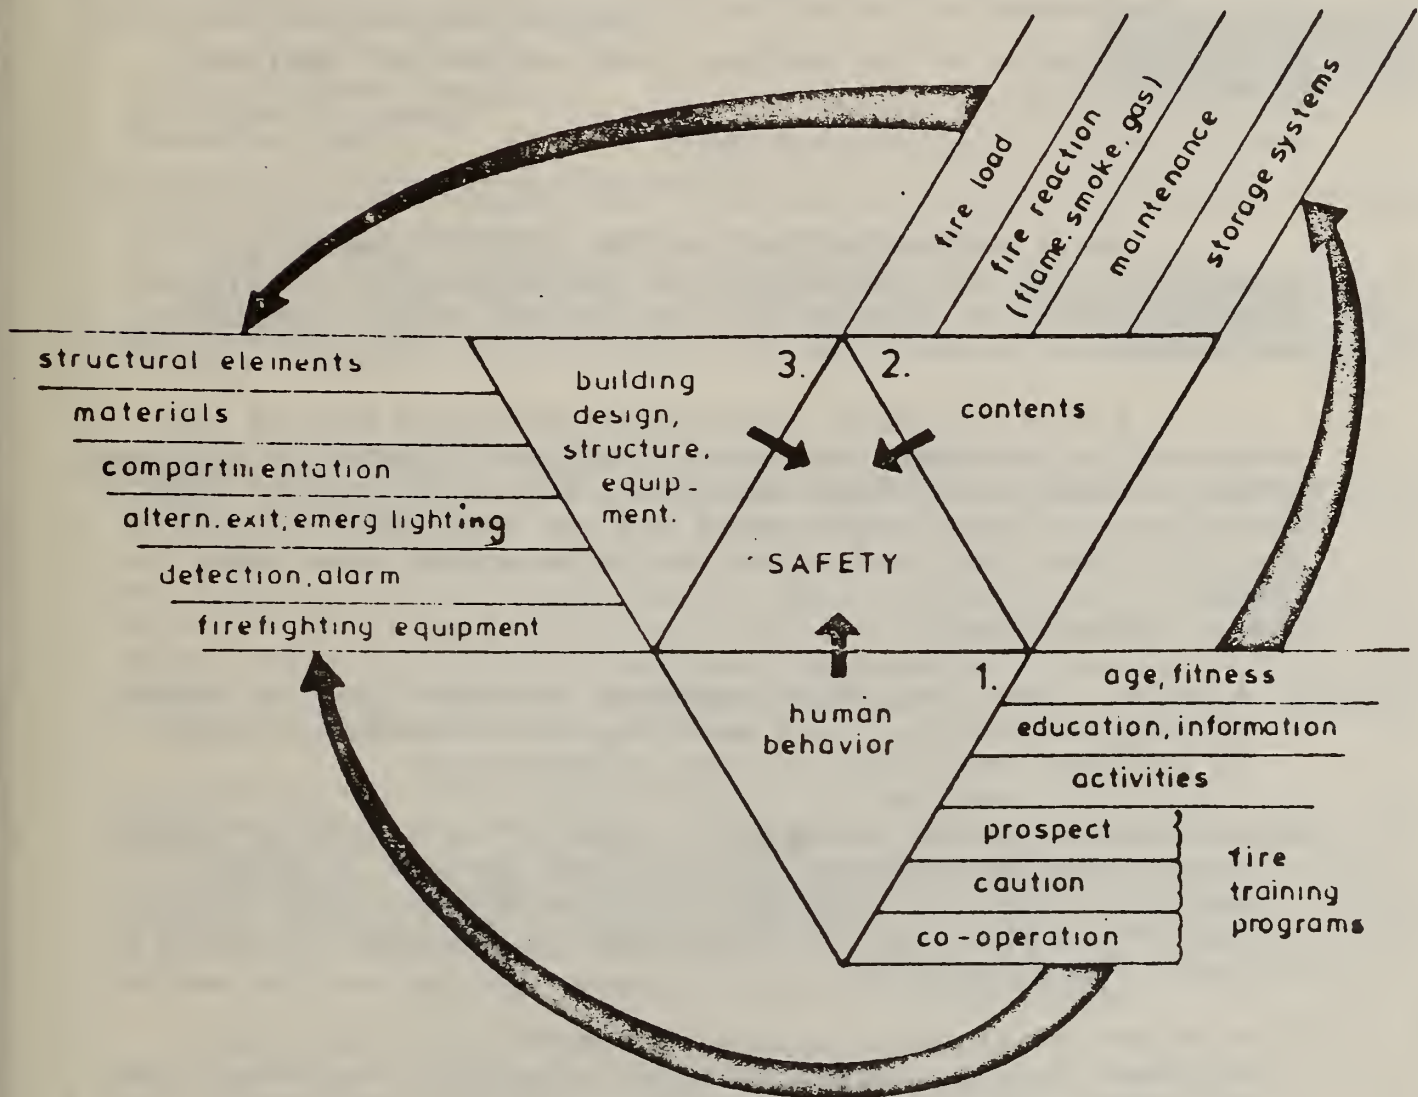 fire load
fire reaction
(flame. smoke, gas)
maintenance
storage systems
structural elements
materials
compartmentation
altern. exit; emerg lighting
detection, alarm
firefighting equipment
3.
building
design,
structure.
equip-
ment.
2.
contents
SAFETY
1.
human
behavior
age, fitness
education, information
activities
prospect
caution
co-operation
fire
training
programs